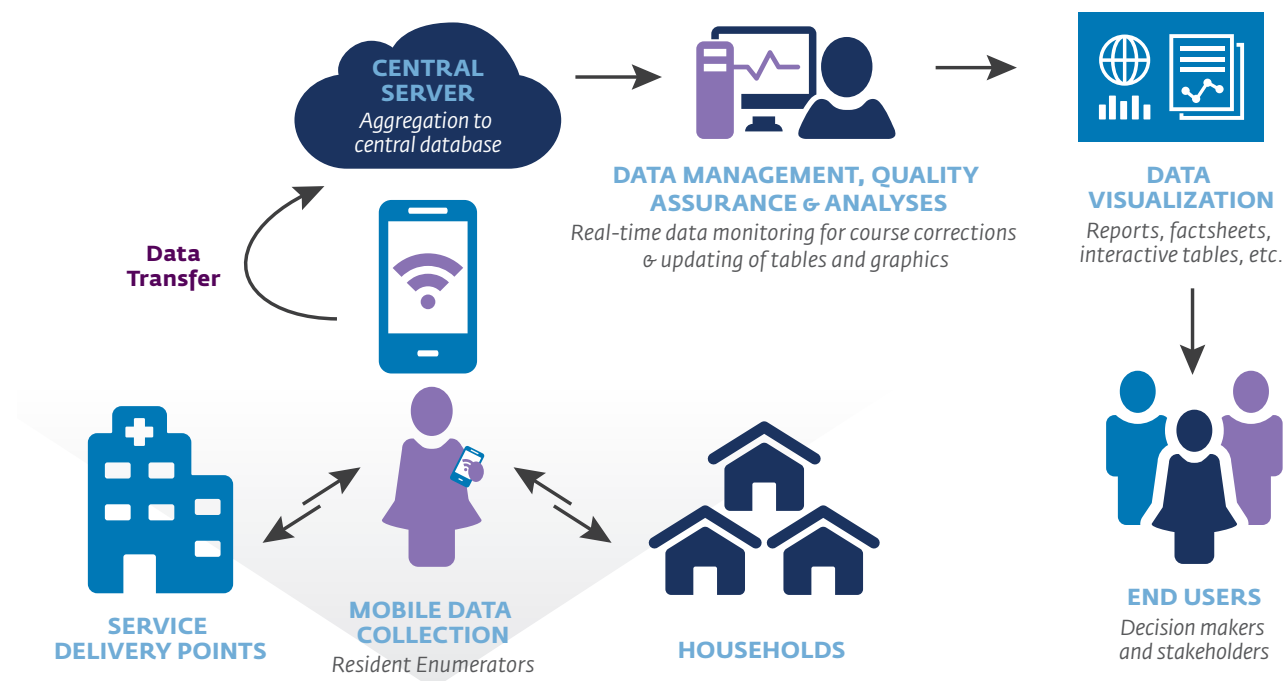 CENTRAL
SERVER
Aggregation to
central database
DATA MANAGEMENT, QUALITY
ASSURANCE & ANALYSES
Real-time data monitoring for course corrections
& updating of tables and graphics
DATA
VISUALIZATION
Reports, factsheets,
interactive tables, etc.
Data
Transfer
SERVICE
DELIVERY POINTS
MOBILE DATA
COLLECTION
Resident Enumerators
HOUSEHOLDS
END USERS
Decision makers
and stakeholders